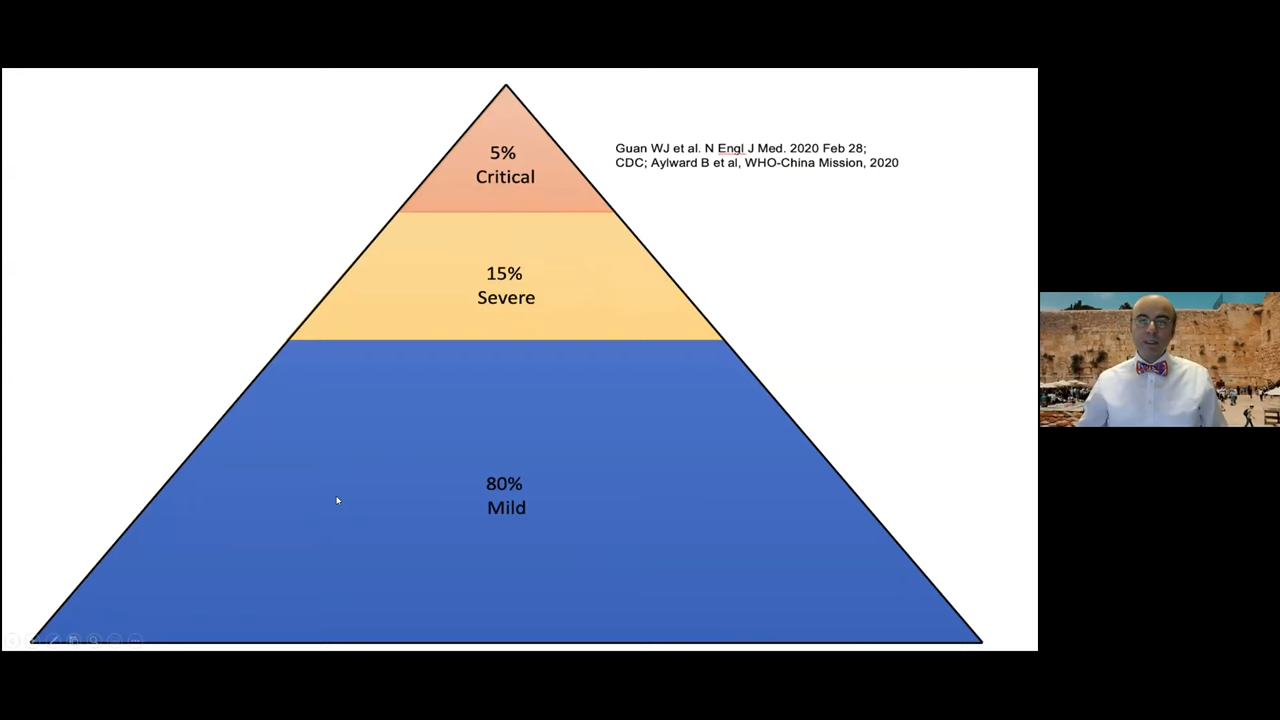 5%
Critical
Guan WJ et al. N Engl J Med. 2020 Feb 28;
CDC; Aylward B et al, WHO-China Mission, 2020
15%
Severe
80%
Mild